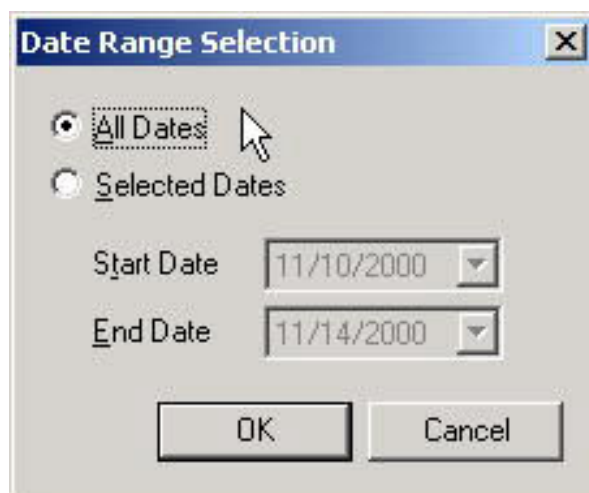 Date Range Selection
All Dates
Selected Dates
Start Date 11/10/2000
End Date 11/14/2000
OK Cancel